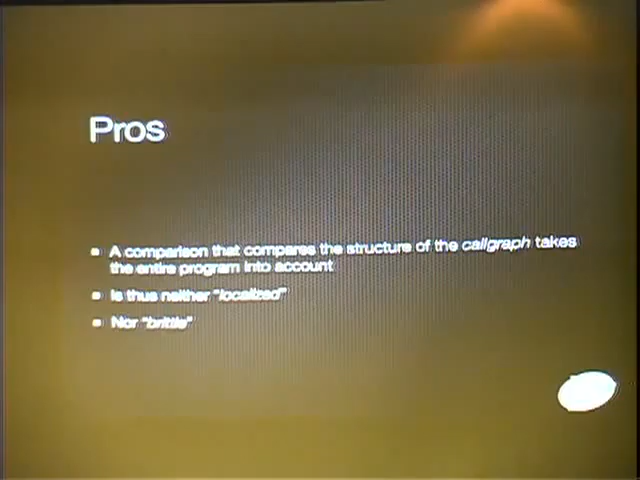 Pros
A comparison that compares the structure of the callgraph takes
the entire program into account
Is thus neither "localized"
Nor "brittle"